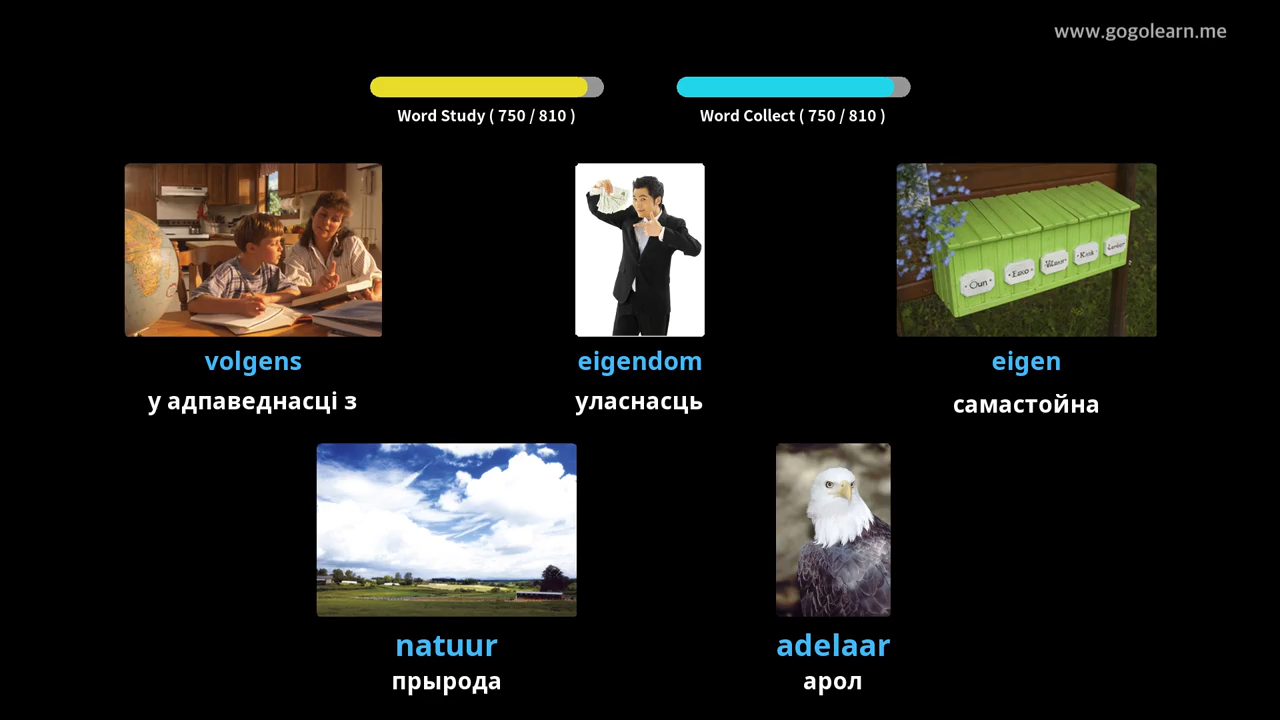 www.gogolearn.me
Word Study ( 750 / 810 )
Word Collect ( 750 / 810 )
volgens
eigendom
eigen
у адпаведнасці з
уласнасць
самастойна
natuur
adelaar
прырода
арол